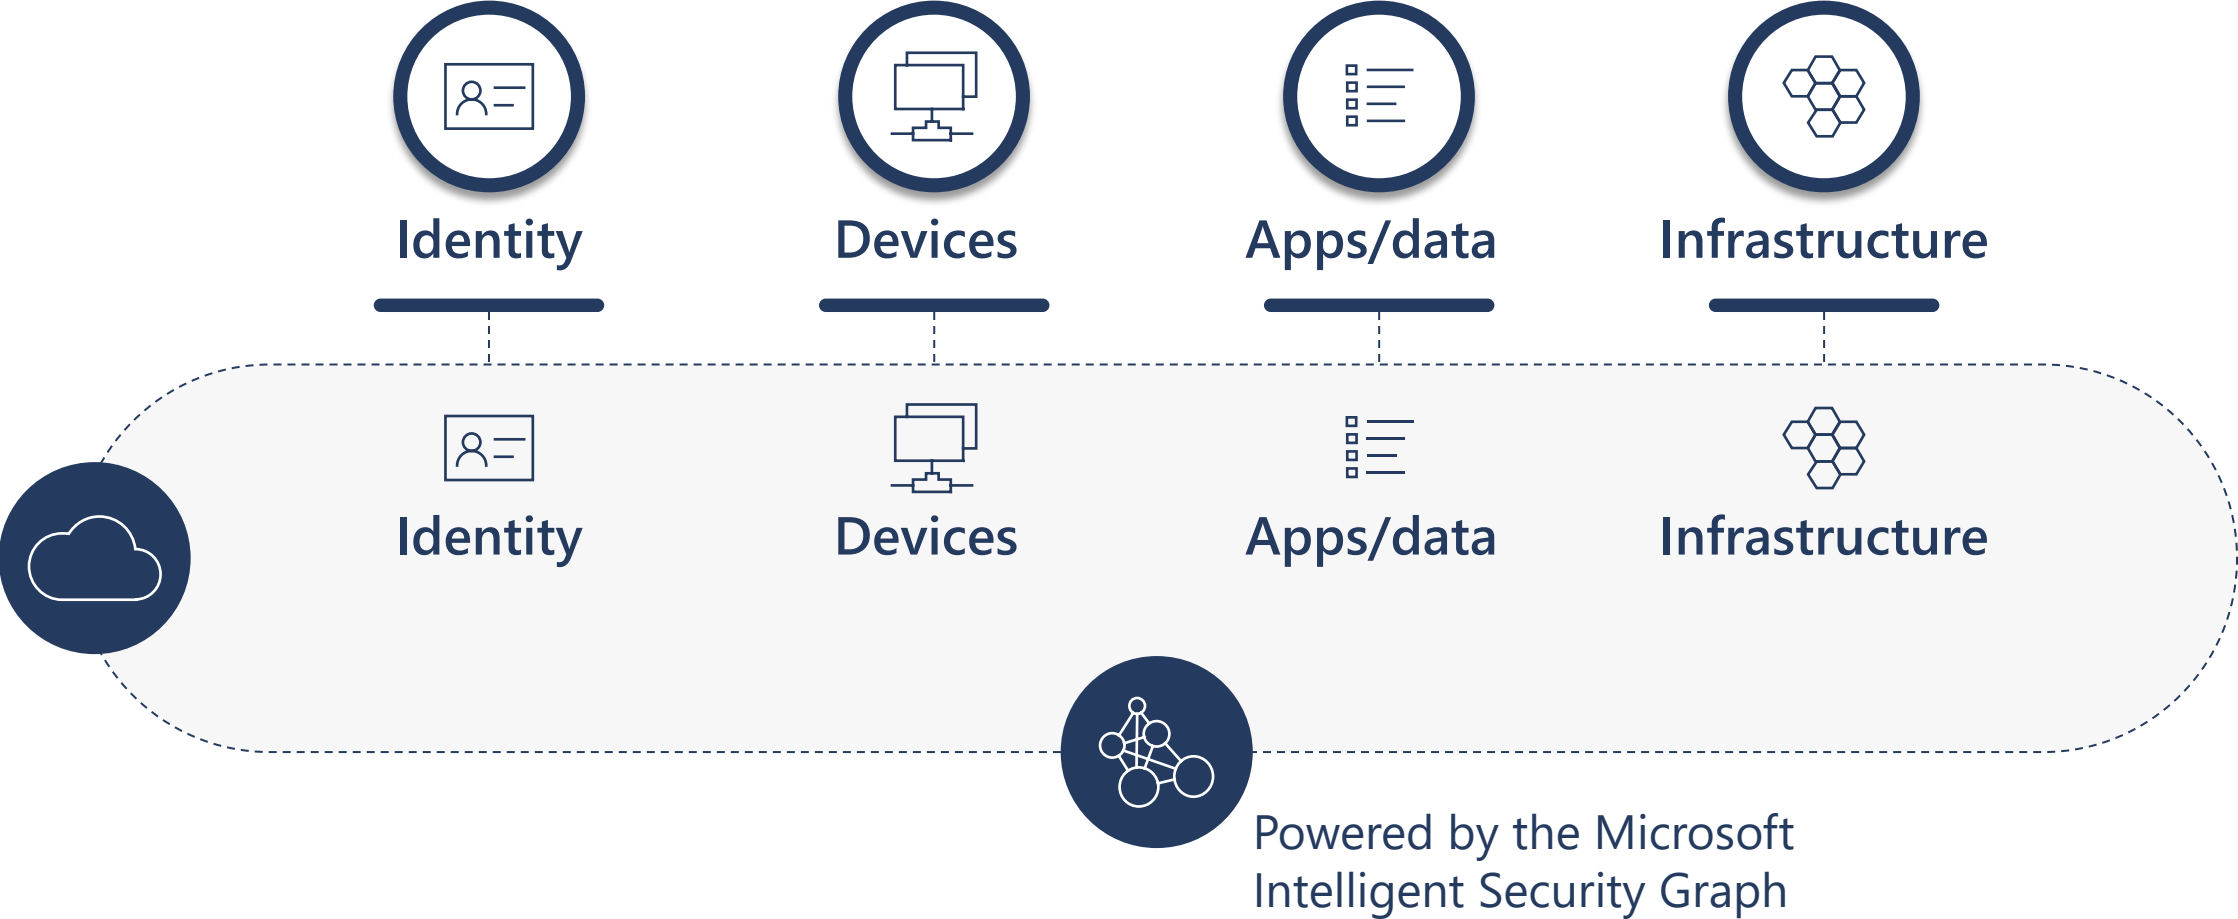 Identity Devices Apps/data Infrastructure
Identity Devices Apps/data Infrastructure
Powered by the Microsoft
Intelligent Security Graph